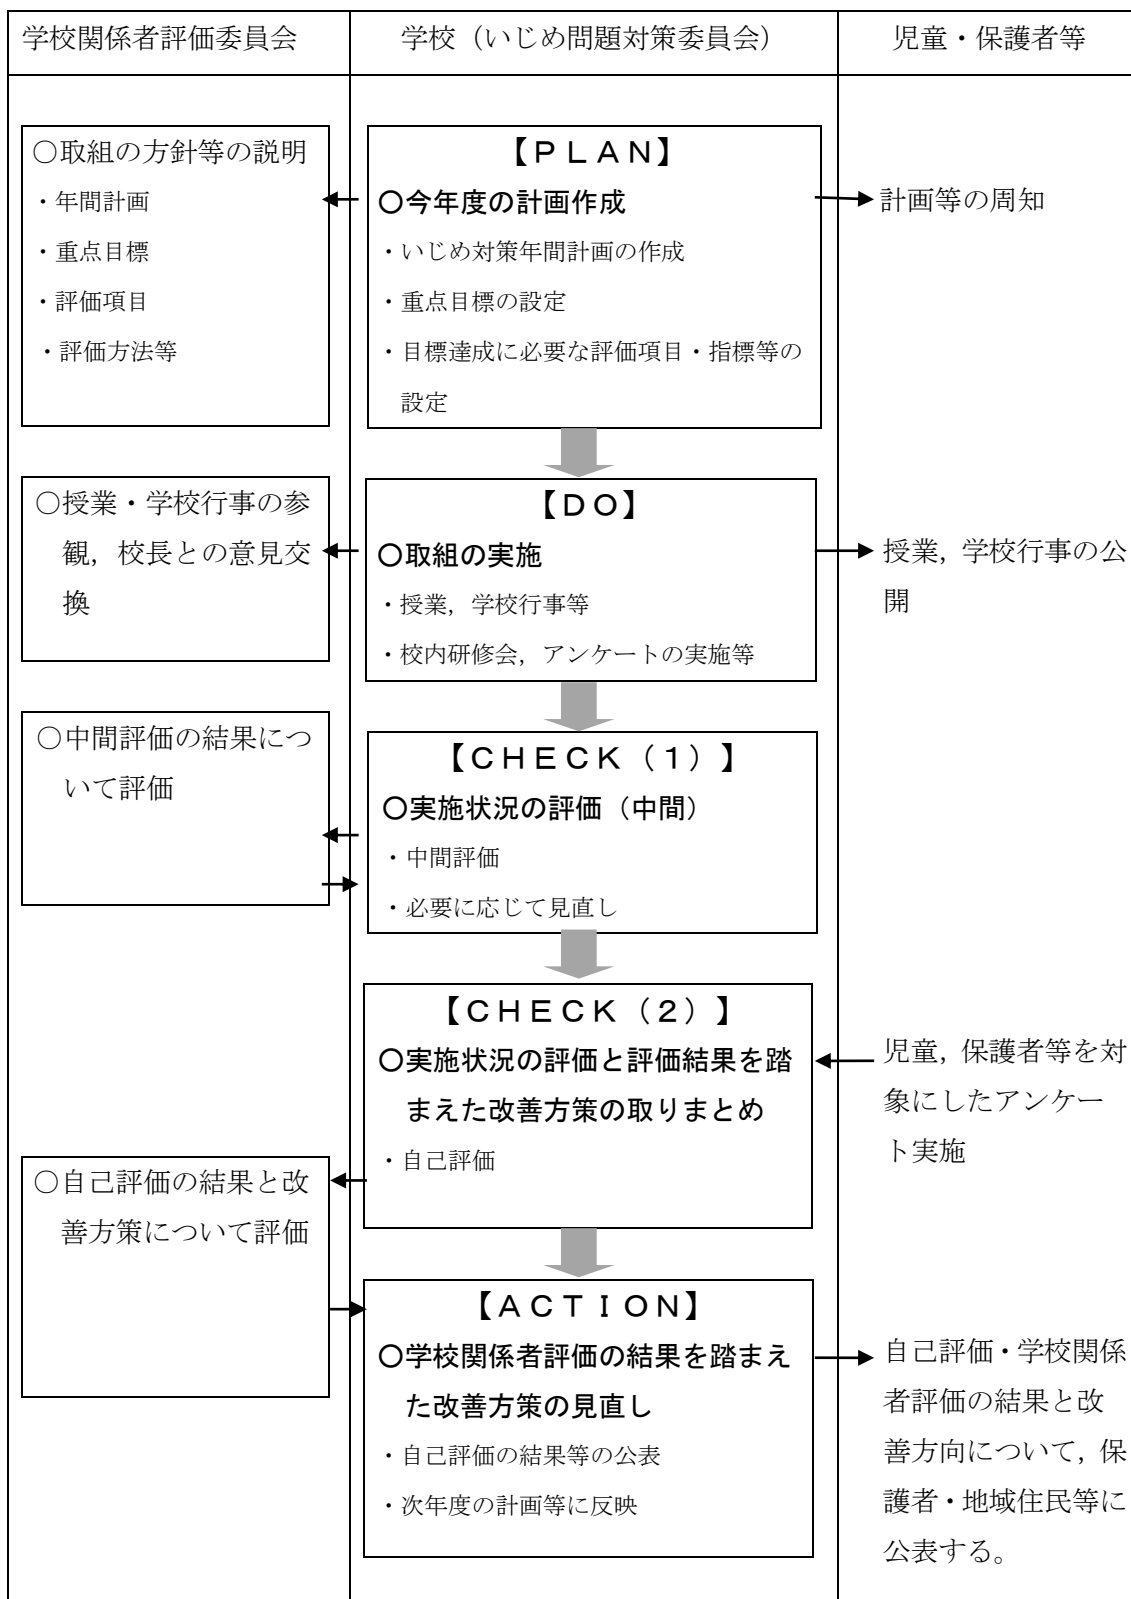 学校関係者評価委員会
学校（いじめ問題対策委員会）
児童・保護者等
○取組の方針等の説明
・年間計画
・重点目標
・評価項目
・評価方法等
【ＰＬＡＮ】
○今年度の計画作成
・いじめ対策年間計画の作成
・重点目標の設定
・目標達成に必要な評価項目・指標等の
設定
計画等の周知
○授業・学校行事の参
観，校長との意見交
換
【ＤＯ】
○取組の実施
・授業，学校行事等
・校内研修会，アンケートの実施等
授業，学校行事の公
開
○中間評価の結果につ
いて評価
【ＣＨＥＣＫ（１）】
○実施状況の評価（中間）
・中間評価
・必要に応じて見直し
【ＣＨＥＣＫ（２）】
○実施状況の評価と評価結果を踏
まえた改善方策の取りまとめ
・自己評価
児童，保護者等を対
象にしたアンケー
ト実施
○自己評価の結果と改
善方策について評価
【ＡＣＴＩＯＮ】
○学校関係者評価の結果を踏まえ
た改善方策の見直し
・自己評価の結果等の公表
・次年度の計画等に反映
自己評価・学校関係
者評価の結果と改
善方向について，保
護者・地域住民等に
公表する。